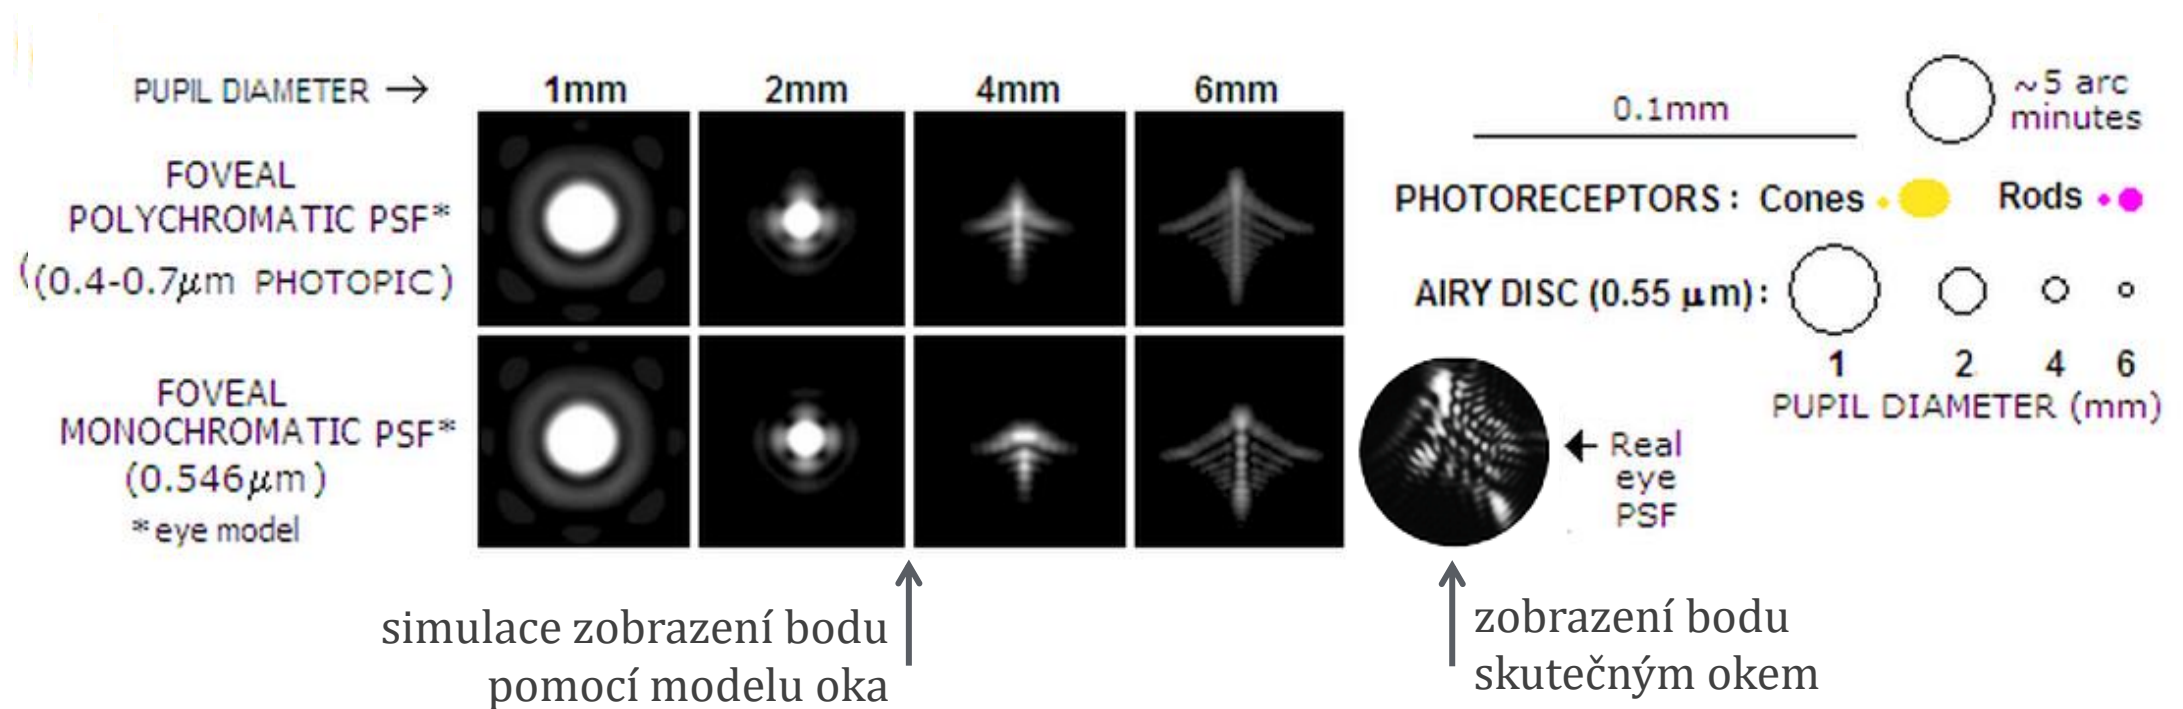 PUPIL DIAMETER → 1mm 2mm 4mm 6mm
FOVEAL
POLYCHROMATIC PSF*
((0.4-0.7μm PHOTOPIC)
FOVEAL
MONOCHROMATIC PSF*
(0.546μm)
*eye model
0.1mm
~5 arc
minutes
PHOTORECEPTORS: Cones Rods
AIRY DISC (0.55 μm):
1 2 4 6
PUPIL DIAMETER (mm)
Real
eye
PSF
simulace zobrazení bodu
pomocí modelu oka
zobrazení bodu
skutečným okem